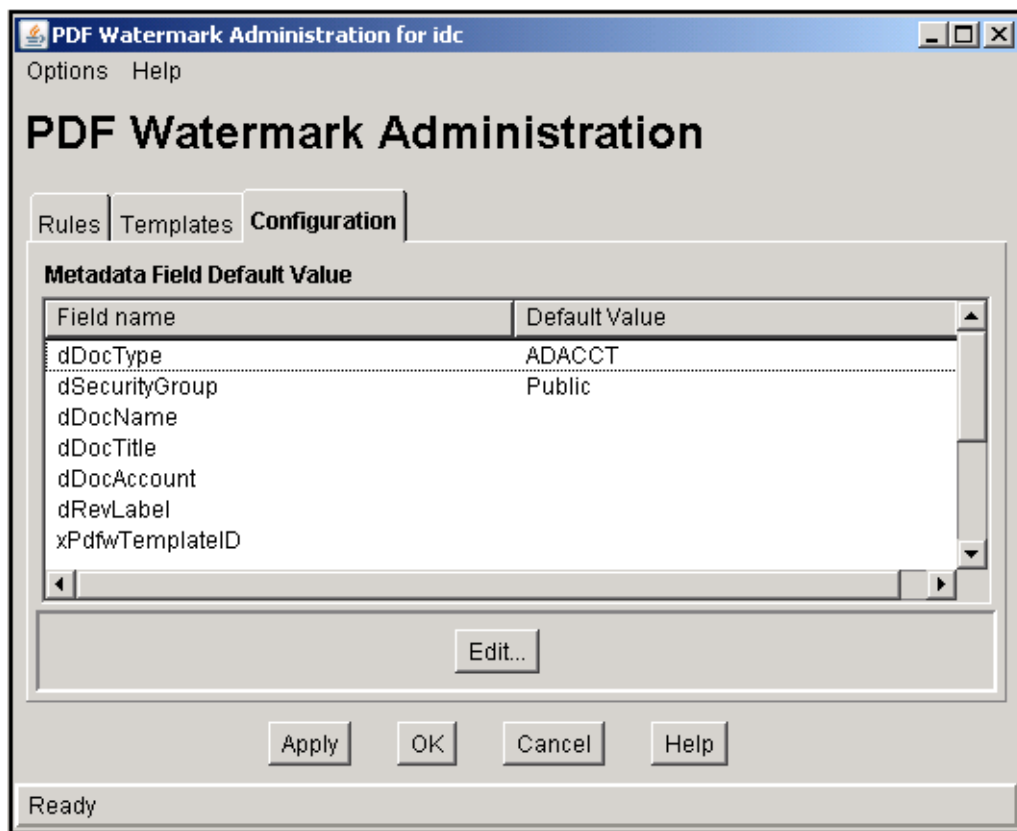 PDF Watermark Administration for idc
Options Help
PDF Watermark Administration
Rules Templates Configuration
Metadata Field Default Value
Field name Default Value
dDocType ADACCT
dSecurityGroup Public
dDocName
dDocTitle
dDocAccount
dRevLabel
xPdfwTemplateID
Edit...
Apply OK Cancel Help
Ready